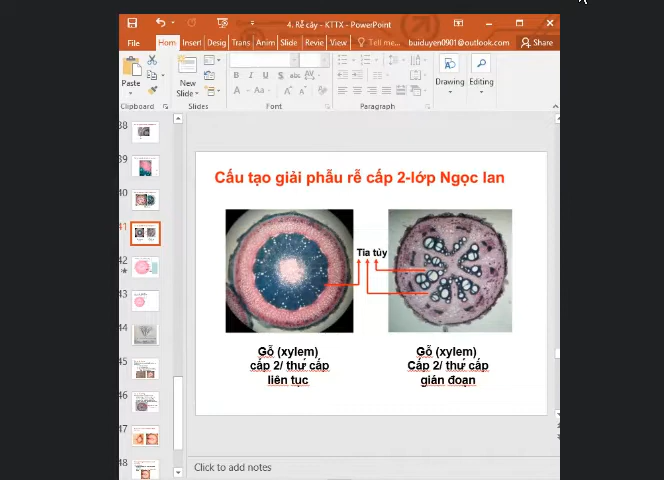 4. Rễ cây - KTTX - PowerPoint
File
Hom
Insert
Desig
Trans
Anim
Slide
Revie
View
Tell me...
buiduyen0901@outlook.com
Share
Paste
New
Slide
Drawing
Editing
Clipboard
Slides
Font
Paragraph
38
39
40
41
42
43
44
45
46
47
48
Cấu tạo giải phẫu rễ cấp 2-lớp Ngọc lan
Tia tủy
Gỗ (xylem)
cấp 2/ thứ cấp
liên tục
Gỗ (xylem)
Cấp 2/ thứ cấp
gián đoạn
Click to add notes